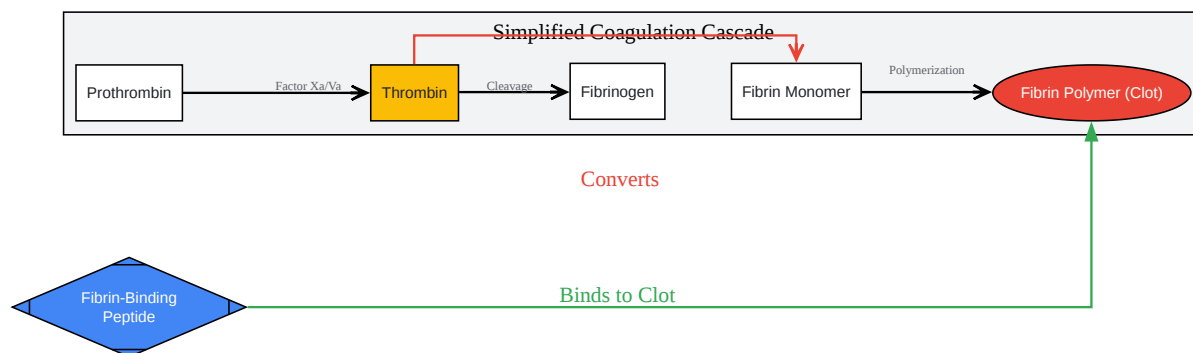 Simplified Coagulation Cascade
Prothrombin
Factor Xa/Va
Thrombin
Cleavage
Fibrinogen
Fibrin Monomer
Polymerization
Fibrin Polymer (Clot)
Converts
Fibrin-Binding
Peptide
Binds to Clot